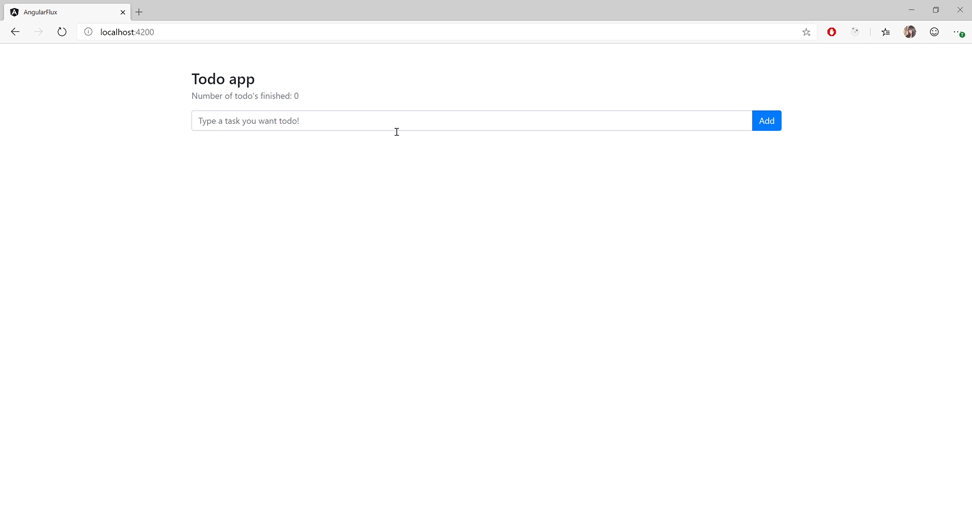 AngularFlux
localhost:4200
Todo app
Number of todo's finished: 0
Type a task you want todo!
Add